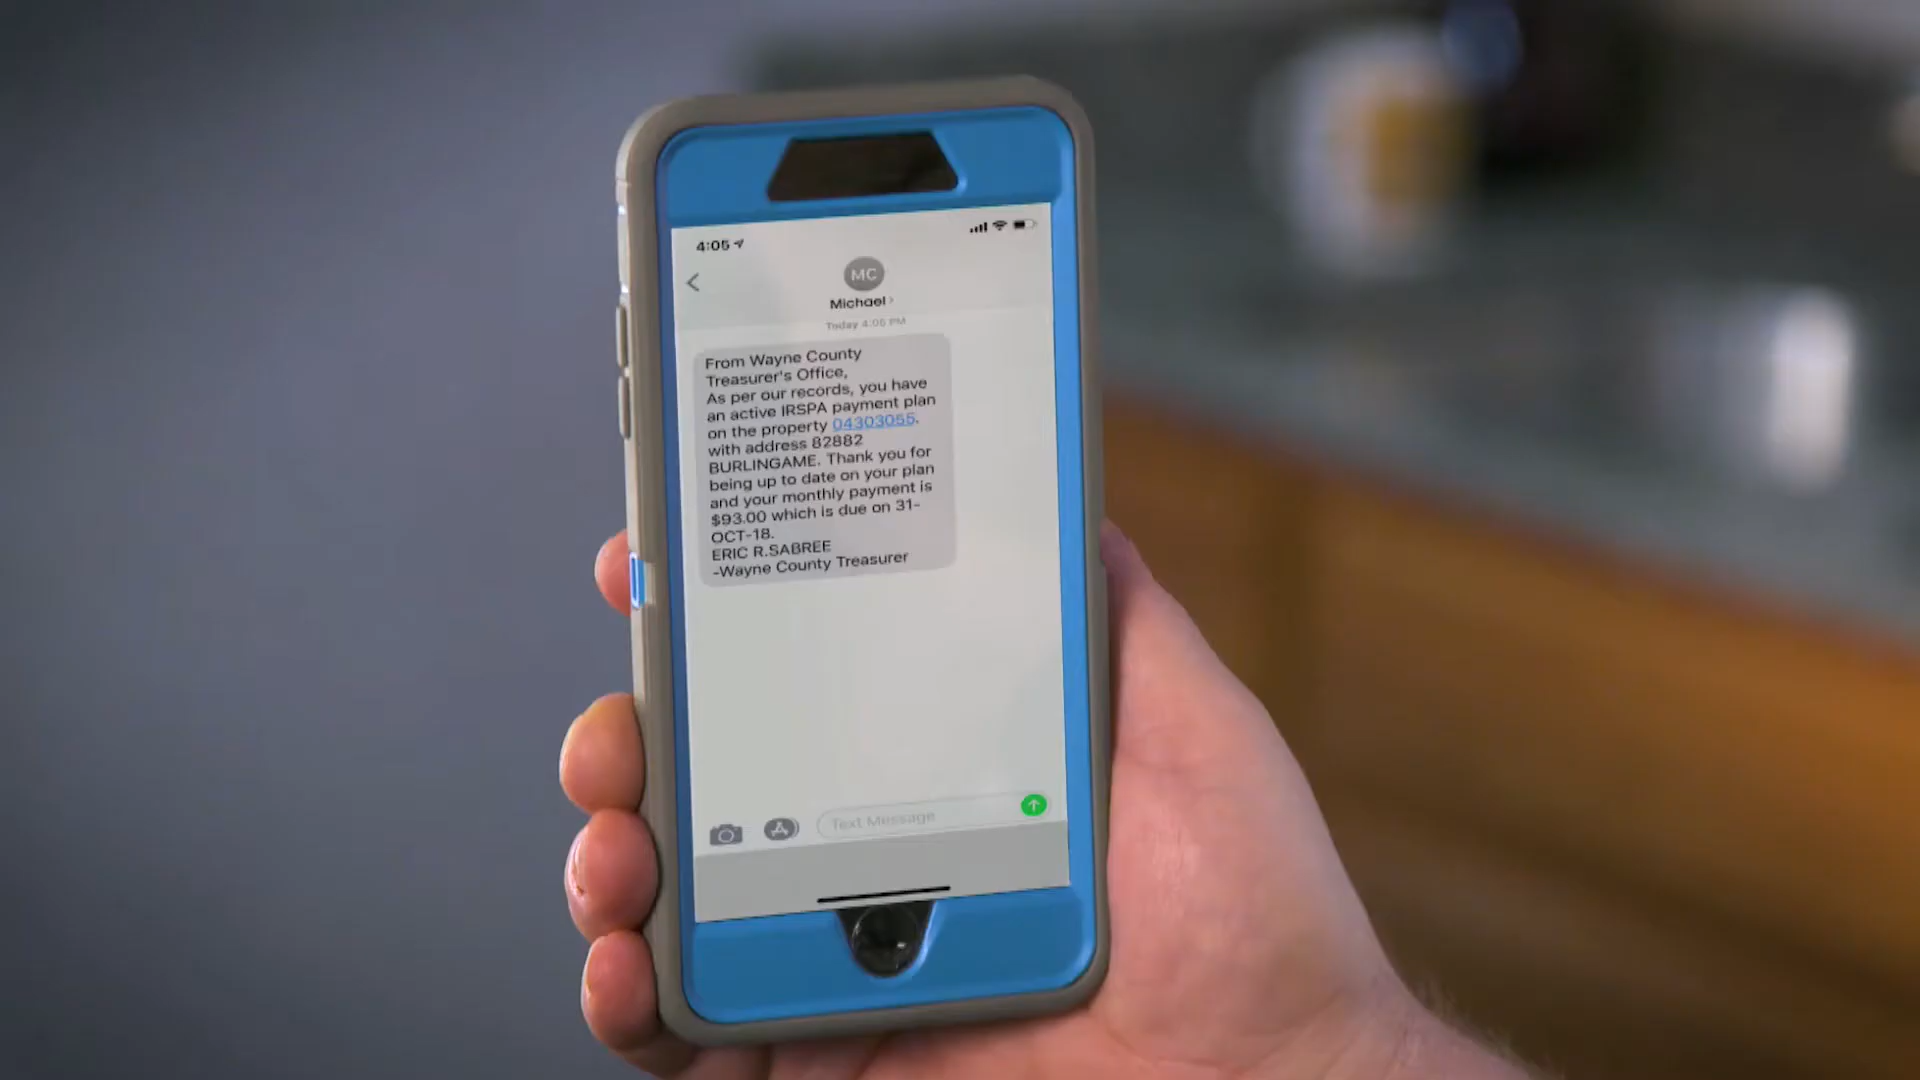 4:05
MC
Michael
Today 4:05 PM
From Wayne County
Treasurer's Office,
As per our records, you have
an active IRSPA payment plan
on the property 04303055.
with address 82882
BURLINGAME. Thank you for
being up to date on your plan
and your monthly payment is
$93.00 which is due on 31-
OCT-18.
ERIC R.SABREE
-Wayne County Treasurer
Text Message